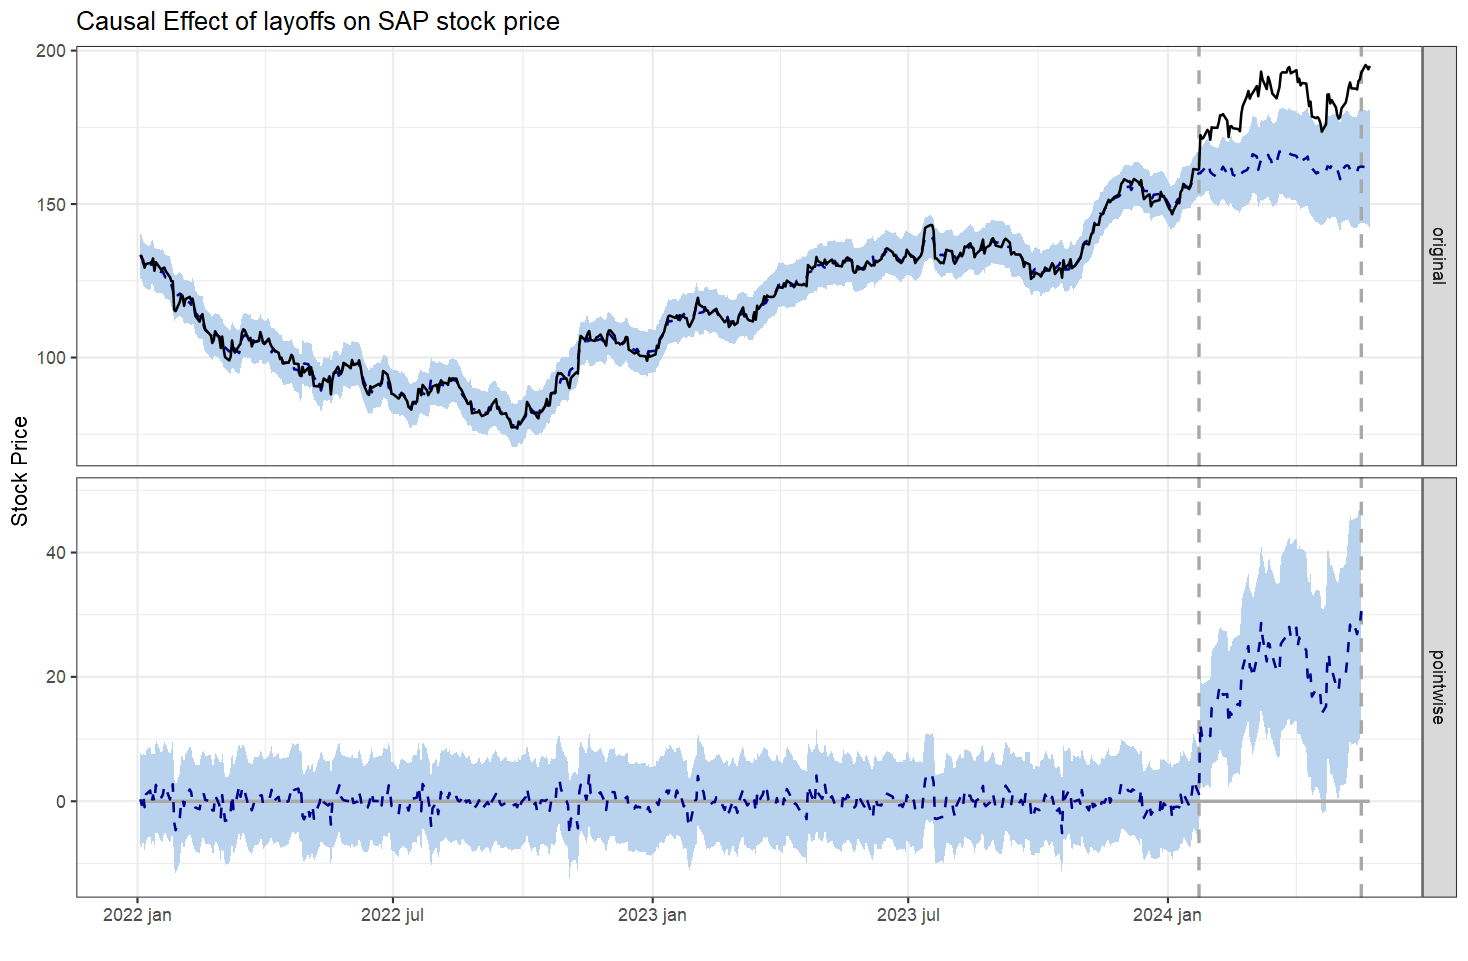 Causal Effect of layoffs on SAP stock price
Stock Price
200
150
100
original
40
20
0
pointwise
2022 jan
2022 jul
2023 jan
2023 jul
2024 jan